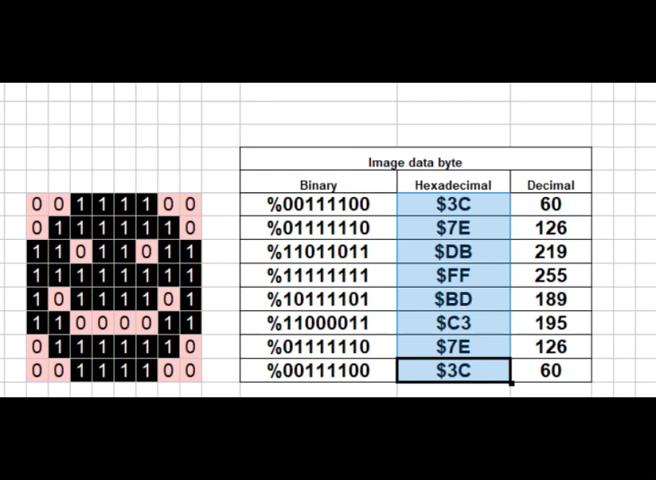 Image data byte
Binary Hexadecimal Decimal
0 0 1 1 1 1 0 0 %00111100 $3C 60
0 1 1 1 1 1 1 0 %01111110 $7E 126
1 1 0 1 1 0 1 1 %11011011 $DB 219
1 1 1 1 1 1 1 1 %11111111 $FF 255
1 0 1 1 1 1 0 1 %10111101 $BD 189
1 1 0 0 0 0 1 1 %11000011 $C3 195
0 1 1 1 1 1 1 0 %01111110 $7E 126
0 0 1 1 1 1 0 0 %00111100 $3C 60